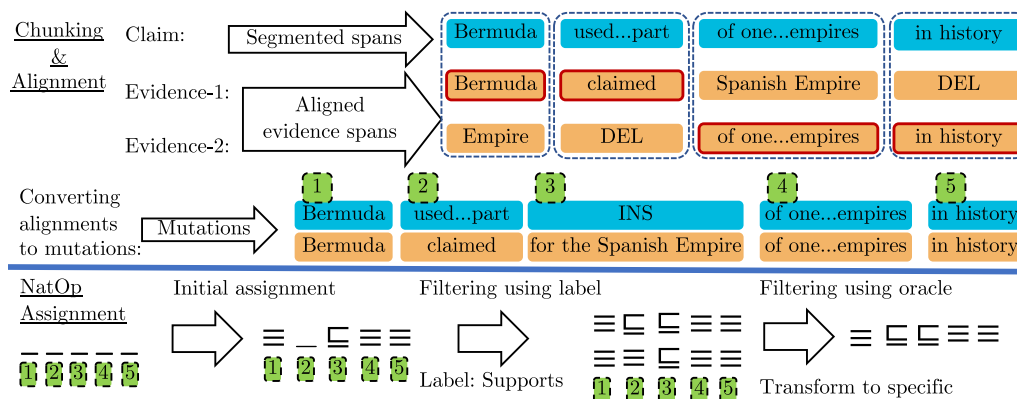 Chunking
&
Alignment
Claim:
Segmented spans
Bermuda
used...part
of one...empires
in history
Evidence-1:
Aligned
evidence spans
Bermuda
claimed
Spanish Empire
DEL
Evidence-2:
Empire
DEL
of one...empires
in history
Converting
alignments
to mutations:
Mutations
1
2
3
4
5
Bermuda
used...part
INS
of one...empires
in history
Bermuda
claimed
for the Spanish Empire
of one...empires
in history
NatOp
Assignment
_ _ _ _ _
1 2 3 4 5
Initial assignment
≡ _ ⊑ ≡ ≡
1 2 3 4 5
Filtering using label
Label: Supports
≡ ⊑ ⊑ ≡ ≡
≡ ≡ ⊑ ≡ ≡
1 2 3 4 5
Filtering using oracle
Transform to specific
≡ ⊑ ⊑ ≡ ≡